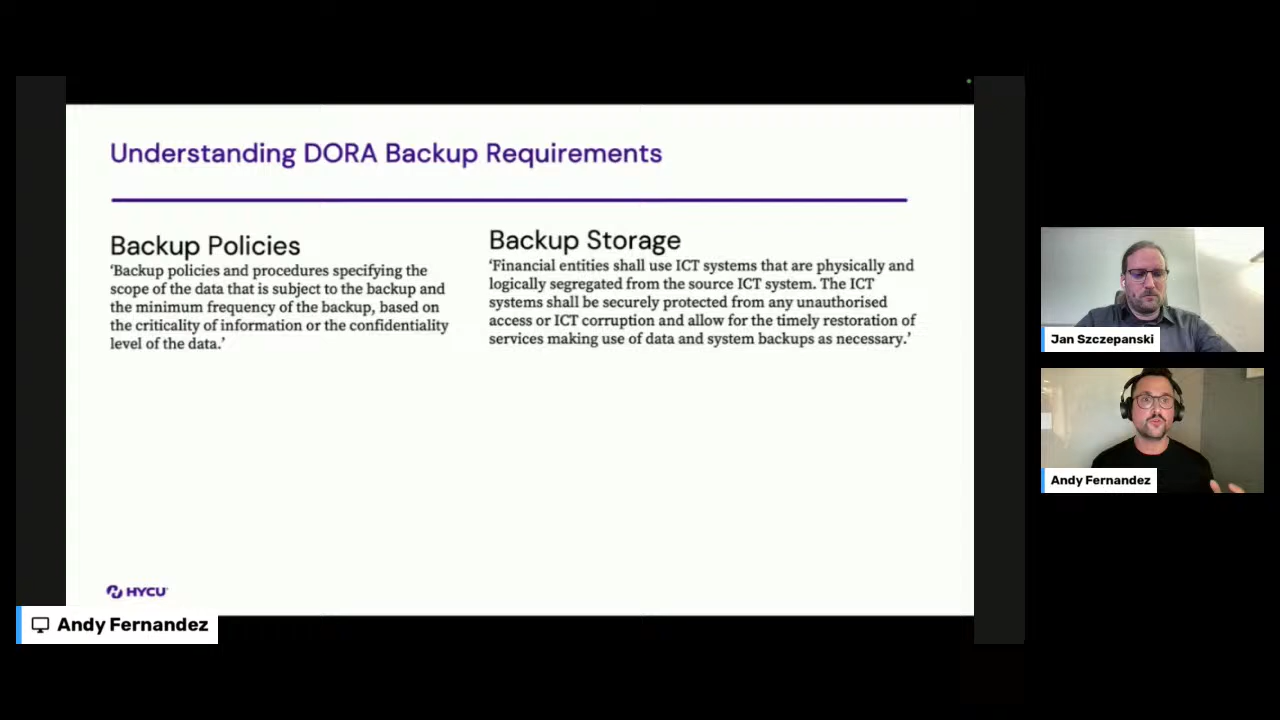 Understanding DORA Backup Requirements
Backup Policies
‘Backup policies and procedures specifying the
scope of the data that is subject to the backup and
the minimum frequency of the backup, based on
the criticality of information or the confidentiality
level of the data.’
Backup Storage
‘Financial entities shall use ICT systems that are physically and
logically segregated from the source ICT system. The ICT
systems shall be securely protected from any unauthorised
access or ICT corruption and allow for the timely restoration of
services making use of data and system backups as necessary.’
HYCU
Andy Fernandez
Jan Szczepanski
Andy Fernandez